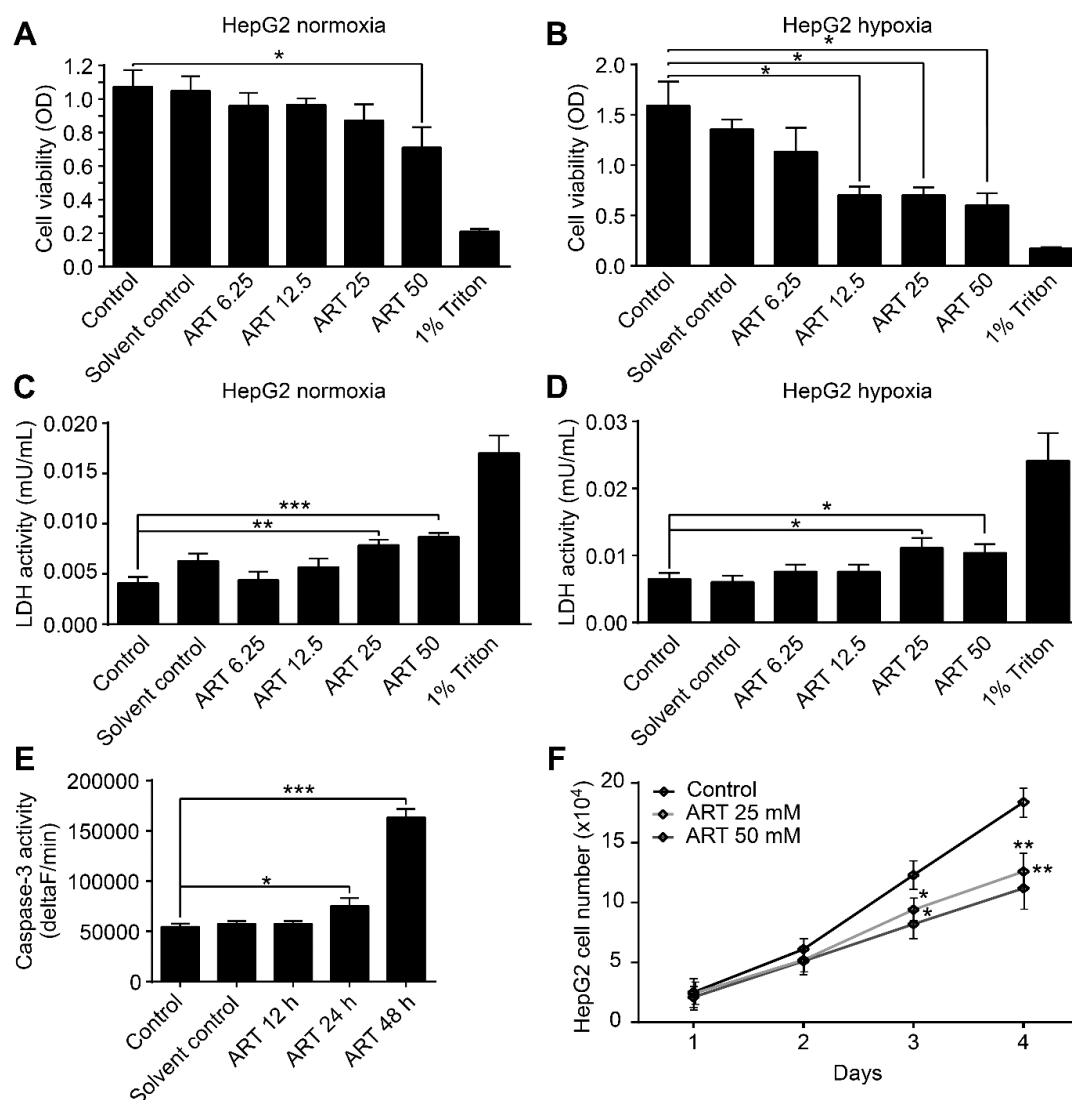 A
HepG2 normoxia
*
Cell viability (OD)
1.2
1.0
0.8
0.6
0.4
0.2
0.0
Control
Solvent control
ART 6.25
ART 12.5
ART 25
ART 50
1% Triton
B
HepG2 hypoxia
*
*
*
Cell viability (OD)
2.0
1.5
1.0
0.5
0.0
Control
Solvent control
ART 6.25
ART 12.5
ART 25
ART 50
1% Triton
C
HepG2 normoxia
LDH activity (mU/mL)
0.020
0.015
0.010
0.005
0.000
***
**
Control
Solvent control
ART 6.25
ART 12.5
ART 25
ART 50
1% Triton
D
HepG2 hypoxia
LDH activity (mU/mL)
0.03
0.02
0.01
0.00
*
*
Control
Solvent control
ART 6.25
ART 12.5
ART 25
ART 50
1% Triton
E
Caspase-3 activity
(deltaF/min)
200000
150000
100000
50000
0
***
*
Control
Solvent control
ART 12 h
ART 24 h
ART 48 h
F
HepG2 cell number (x10⁴)
20
15
10
5
0
Control
ART 25 mM
ART 50 mM
*
*
**
**
1
2
3
4
Days